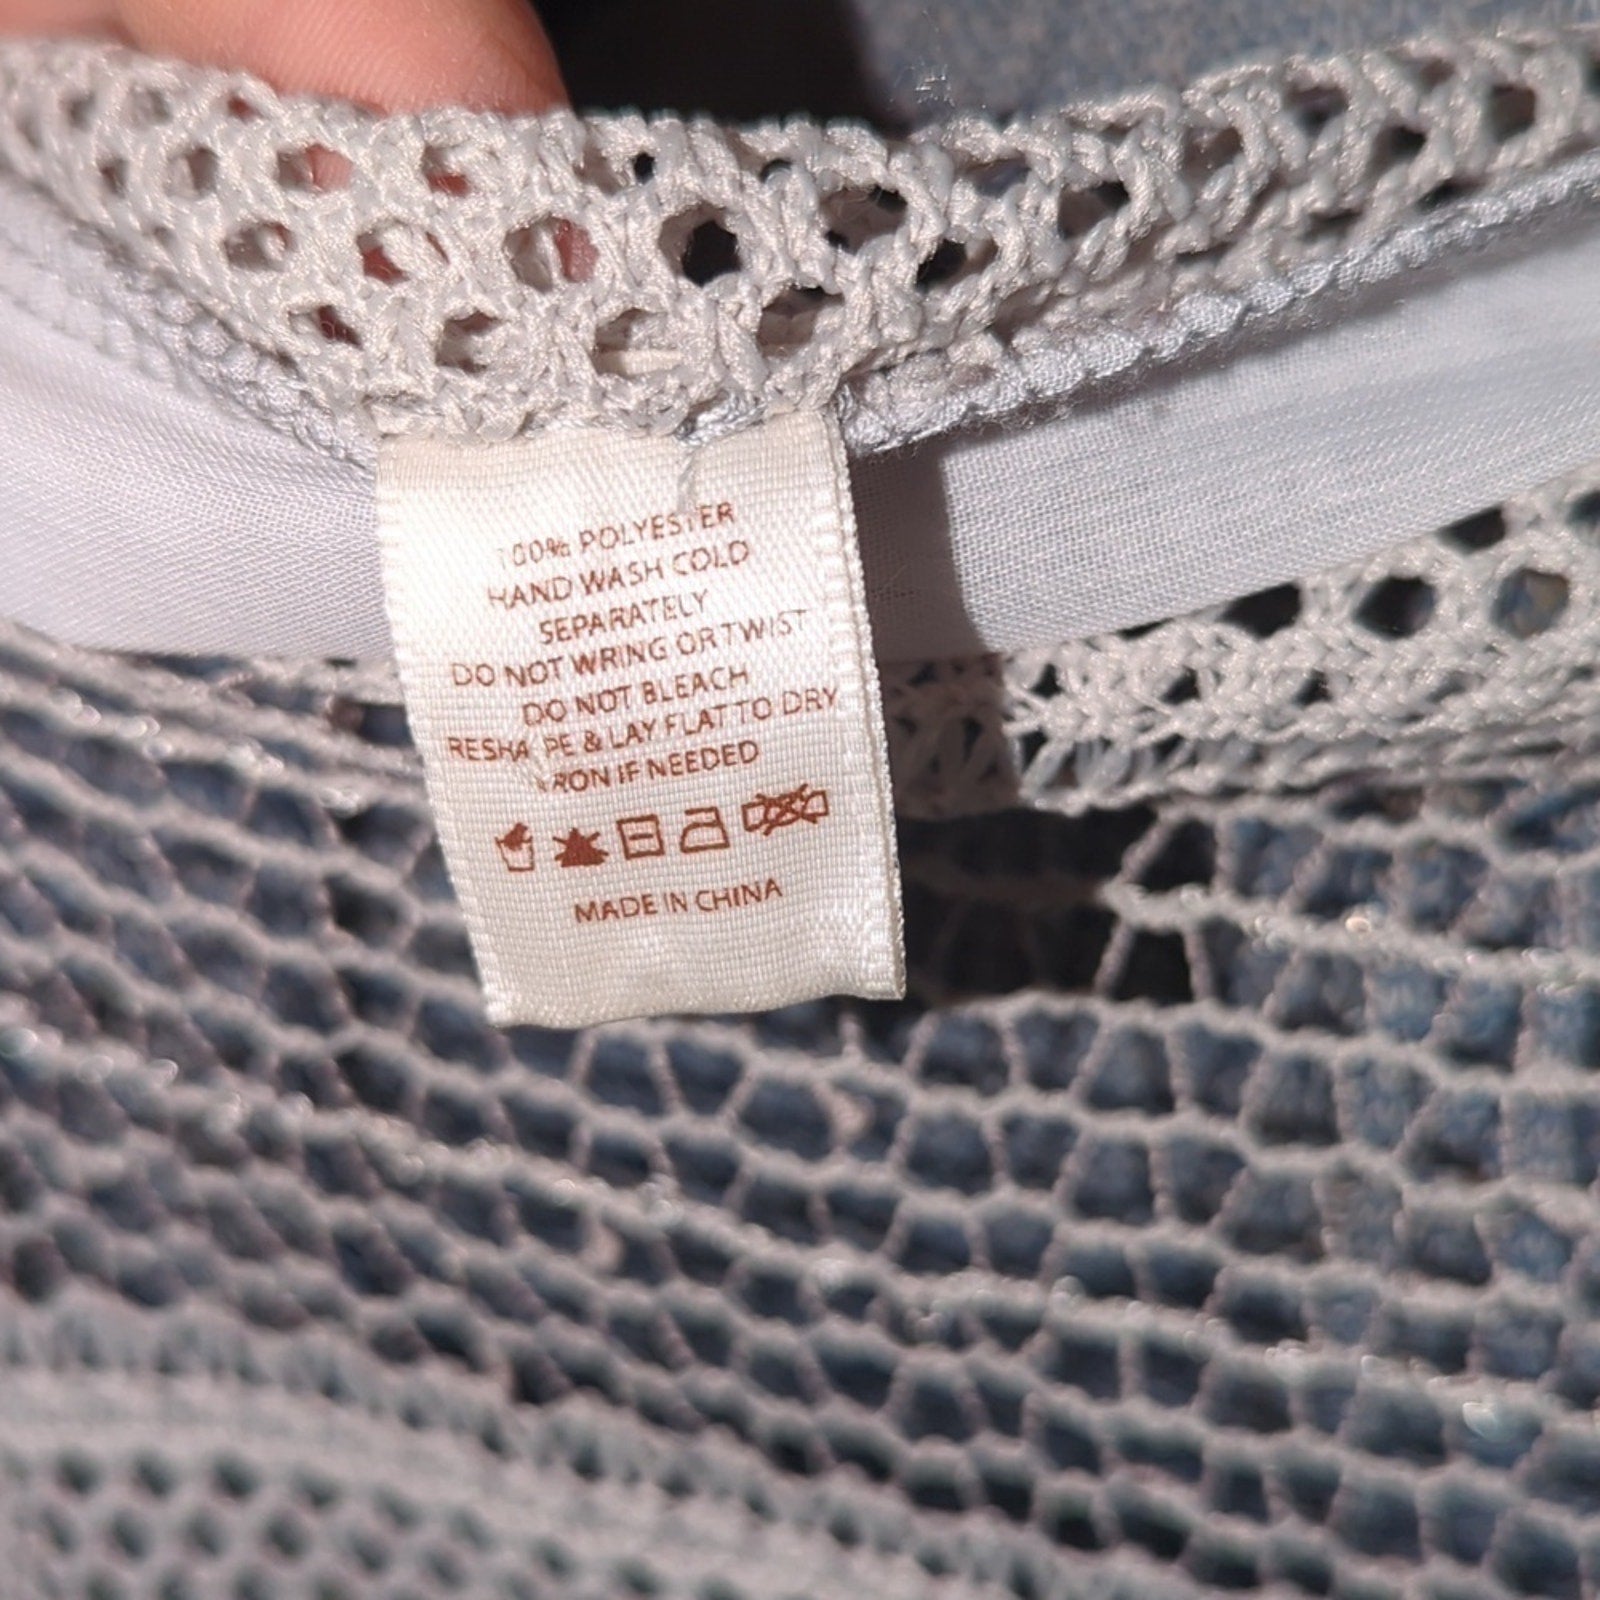 100% POLYESTER
HAND WASH COLD
SEPARATELY
DO NOT WRING OR TWIST
DO NOT BLEACH
RESHAPE & LAY FLAT TO DRY
IRON IF NEEDED
MADE IN CHINA